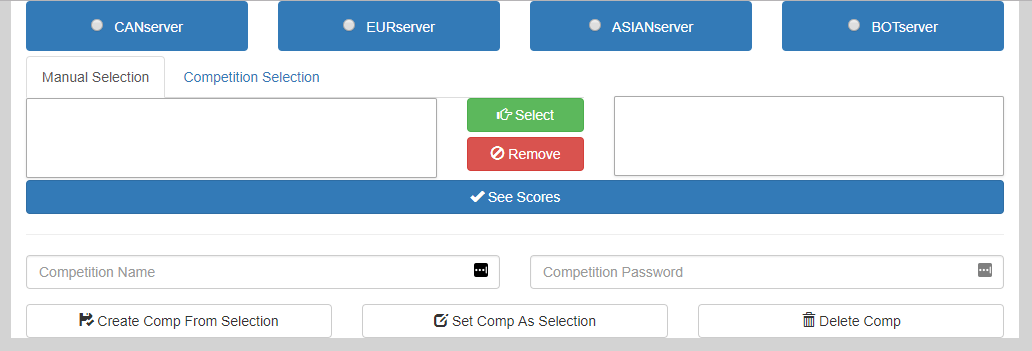 CANserver EURserver ASIANserver BOTserver
Manual Selection Competition Selection
Select
Remove
See Scores
Competition Name Competition Password
Create Comp From Selection Set Comp As Selection Delete Comp